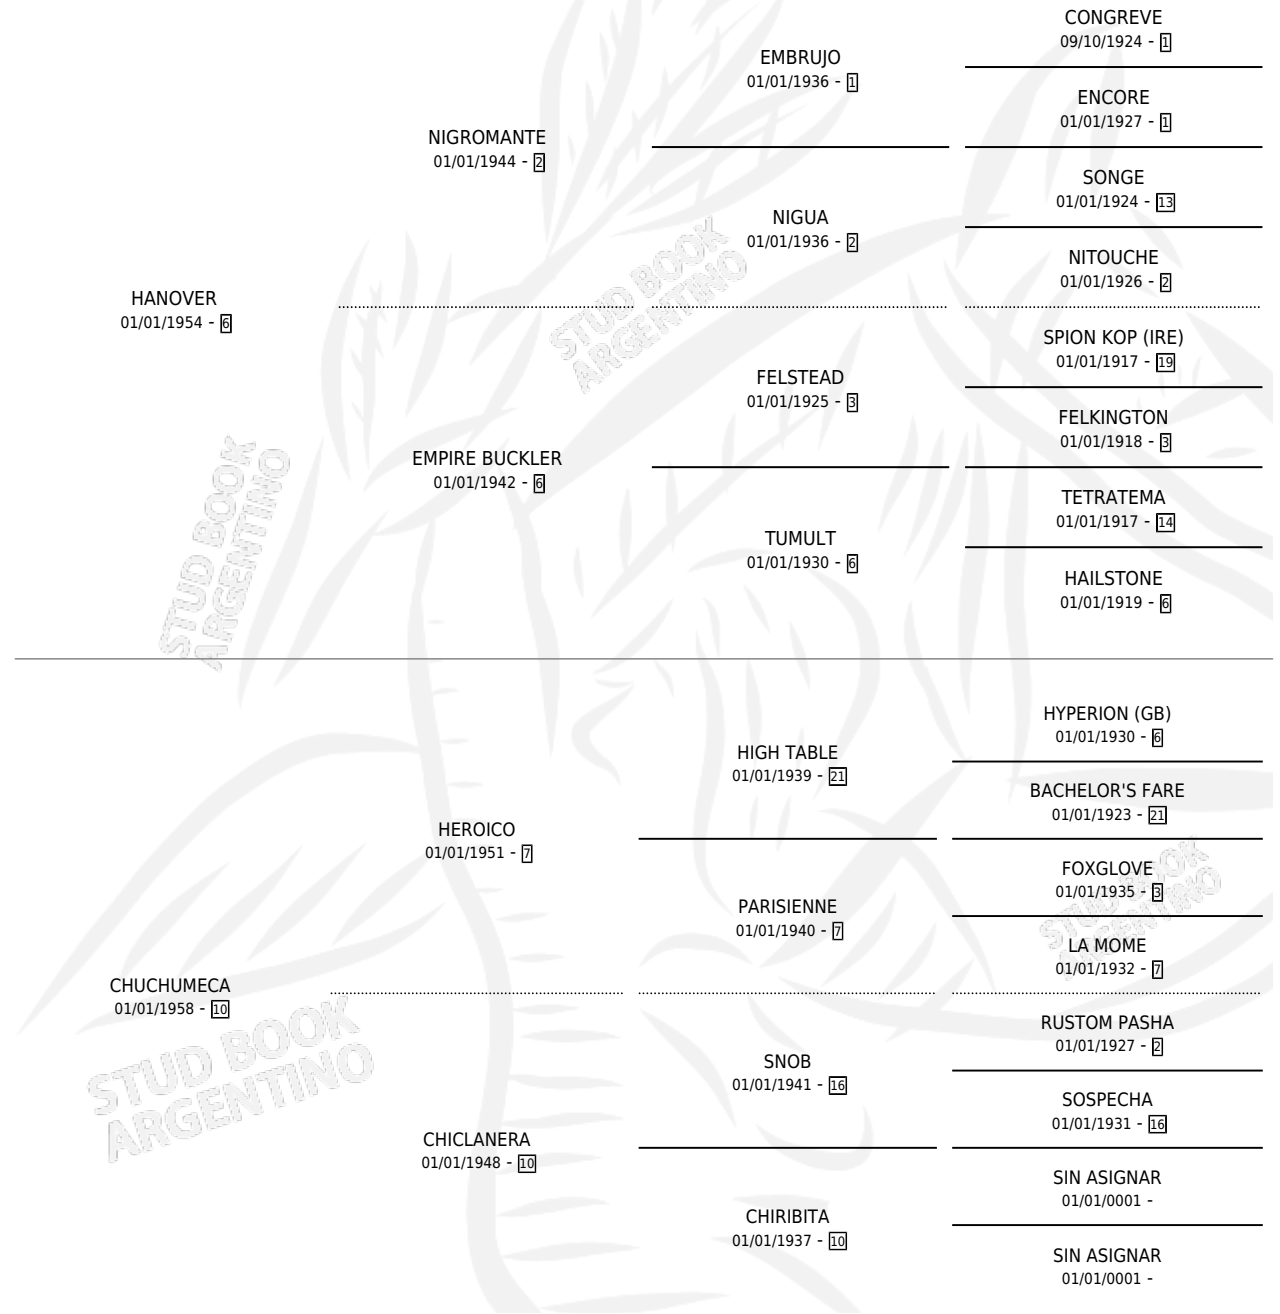 CONGREVE
09/10/1924 - 1
EMBRUJO
01/01/1936 - 1
ENCORE
01/01/1927 - 1
NIGROMANTE
01/01/1944 - 2
SONGE
01/01/1924 - 13
NIGUA
01/01/1936 - 2
NITOUCHE
01/01/1926 - 2
HANOVER
01/01/1954 - 6
SPION KOP (IRE)
01/01/1917 - 19
FELSTEAD
01/01/1925 - 3
FELKINGTON
01/01/1918 - 3
EMPIRE BUCKLER
01/01/1942 - 6
TETRATEMA
01/01/1917 - 14
TUMULT
01/01/1930 - 6
HAILSTONE
01/01/1919 - 6
HYPERION (GB)
01/01/1930 - 6
HIGH TABLE
01/01/1939 - 21
BACHELOR'S FARE
01/01/1923 - 21
HEROICO
01/01/1951 - 7
FOXGLOVE
01/01/1935 - 3
PARISIENNE
01/01/1940 - 7
LA MOME
01/01/1932 - 7
CHUCHUMECA
01/01/1958 - 10
RUSTOM PASHA
01/01/1927 - 2
SNOB
01/01/1941 - 16
SOSPECHA
01/01/1931 - 16
CHICLANERA
01/01/1948 - 10
SIN ASIGNAR
01/01/0001 -
CHIRIBITA
01/01/1937 - 10
SIN ASIGNAR
01/01/0001 -
STUD BOOK
ARGENTINO
STUD BOOK
ARGENTINO
STUD BOOK
ARGENTINO
STUD BOOK
ARGENTINO